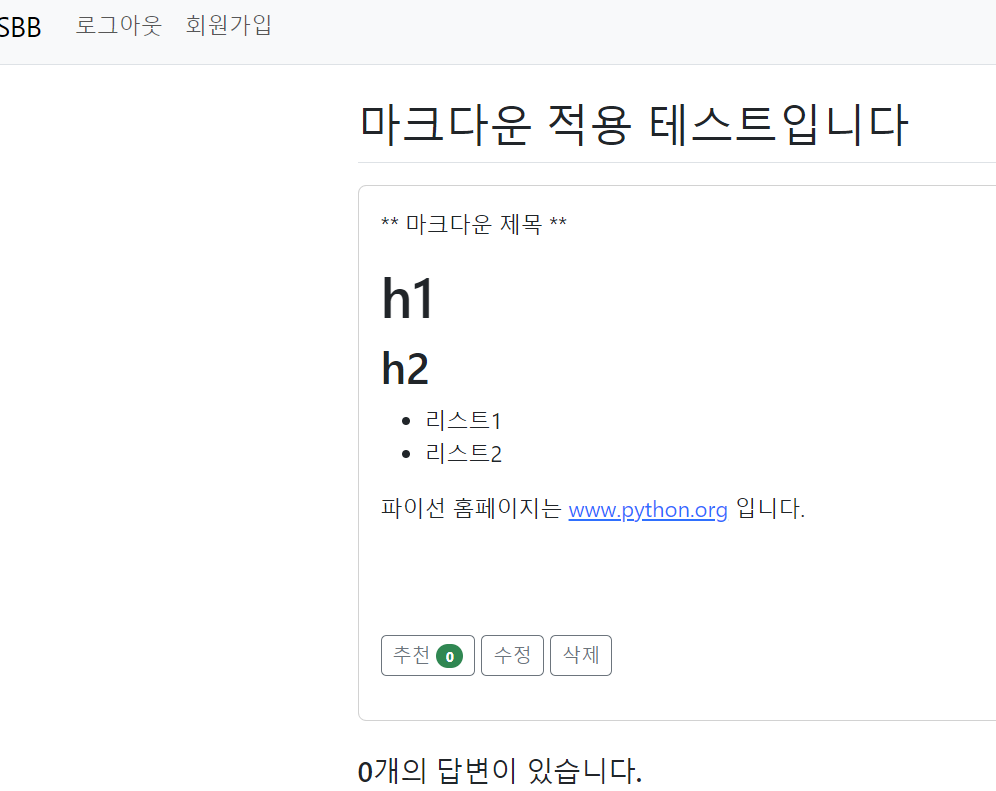 SBB 로그아웃 회원가입
마크다운 적용 테스트입니다
** 마크다운 제목 **
h1
h2
• 리스트1
• 리스트2
파이선 홈페이지는 www.python.org 입니다.
추천 0 수정 삭제
0개의 답변이 있습니다.